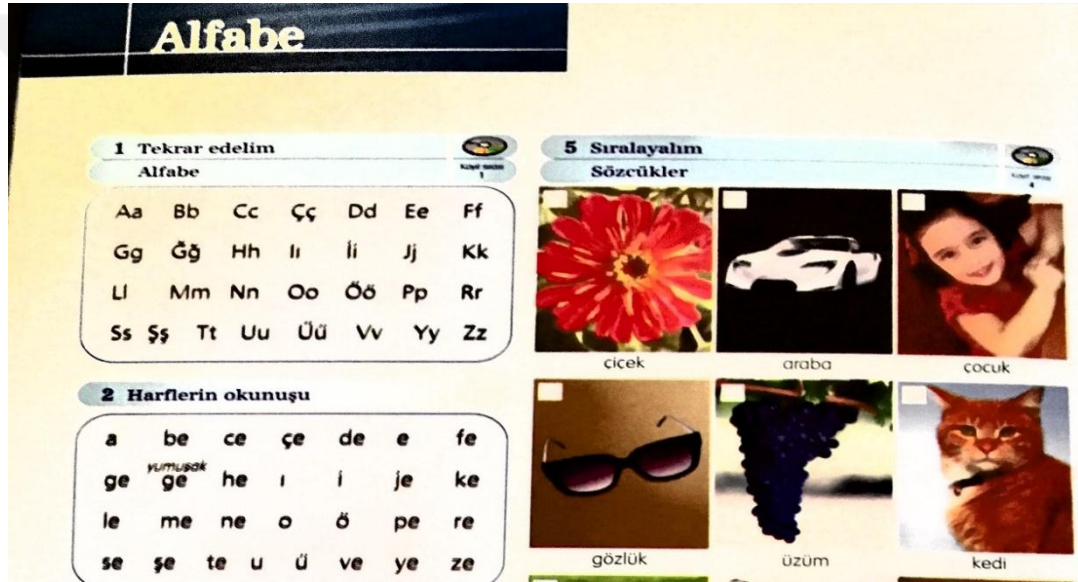 Alfabe
1 Tekrar edelim
Alfabe
1
Aa Bb Cc Çç Dd Ee Ff
Gg Ğğ Hh Iı İi Jj Kk
Ll Mm Nn Oo Öö Pp Rr
Ss Şş Tt Uu Üü Vv Yy Zz
2 Harflerin okunuşu
a be ce çe de e fe
yumuşak
ge ge he ı i je ke
le me ne o ö pe re
se şe te u ü ve ye ze
5 Sıralayalım
Sözcükler
4
çiçek araba çocuk
gözlük üzüm kedi